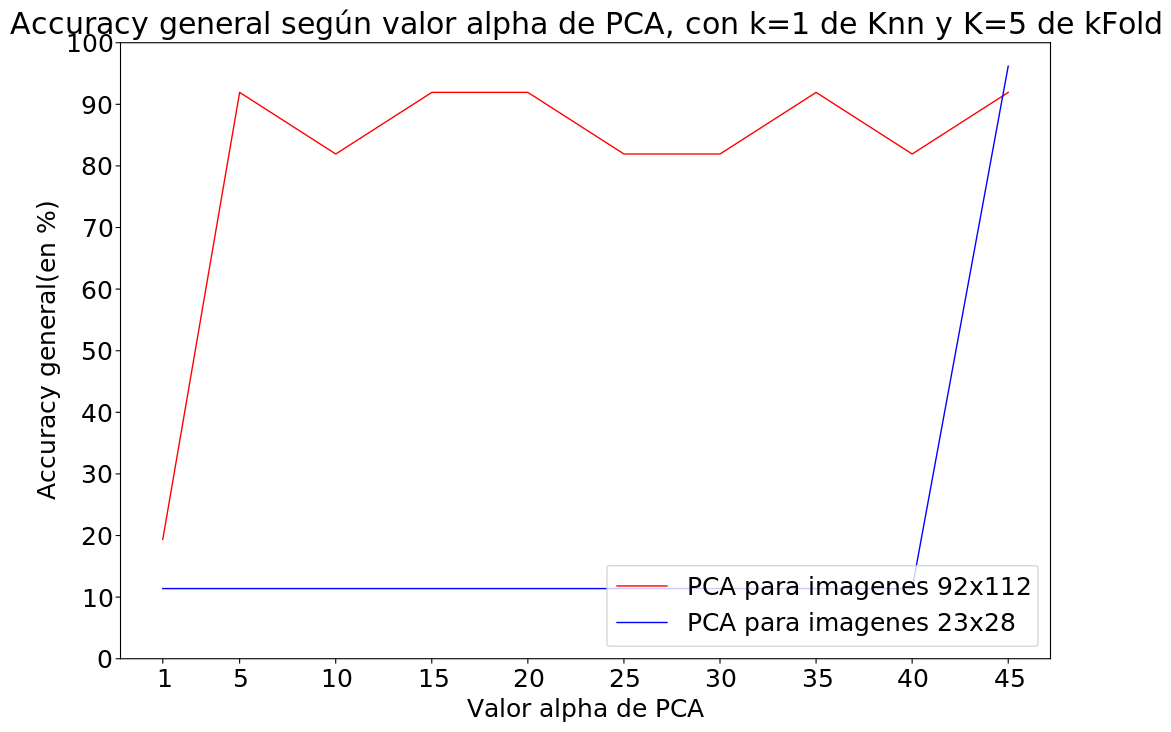 Accuracy general según valor alpha de PCA, con k=1 de Knn y K=5 de kFold
100
90
80
70
60
50
40
30
20
10
0
Accuracy general(en %)
PCA para imagenes 92x112
PCA para imagenes 23x28
1 5 10 15 20 25 30 35 40 45
Valor alpha de PCA